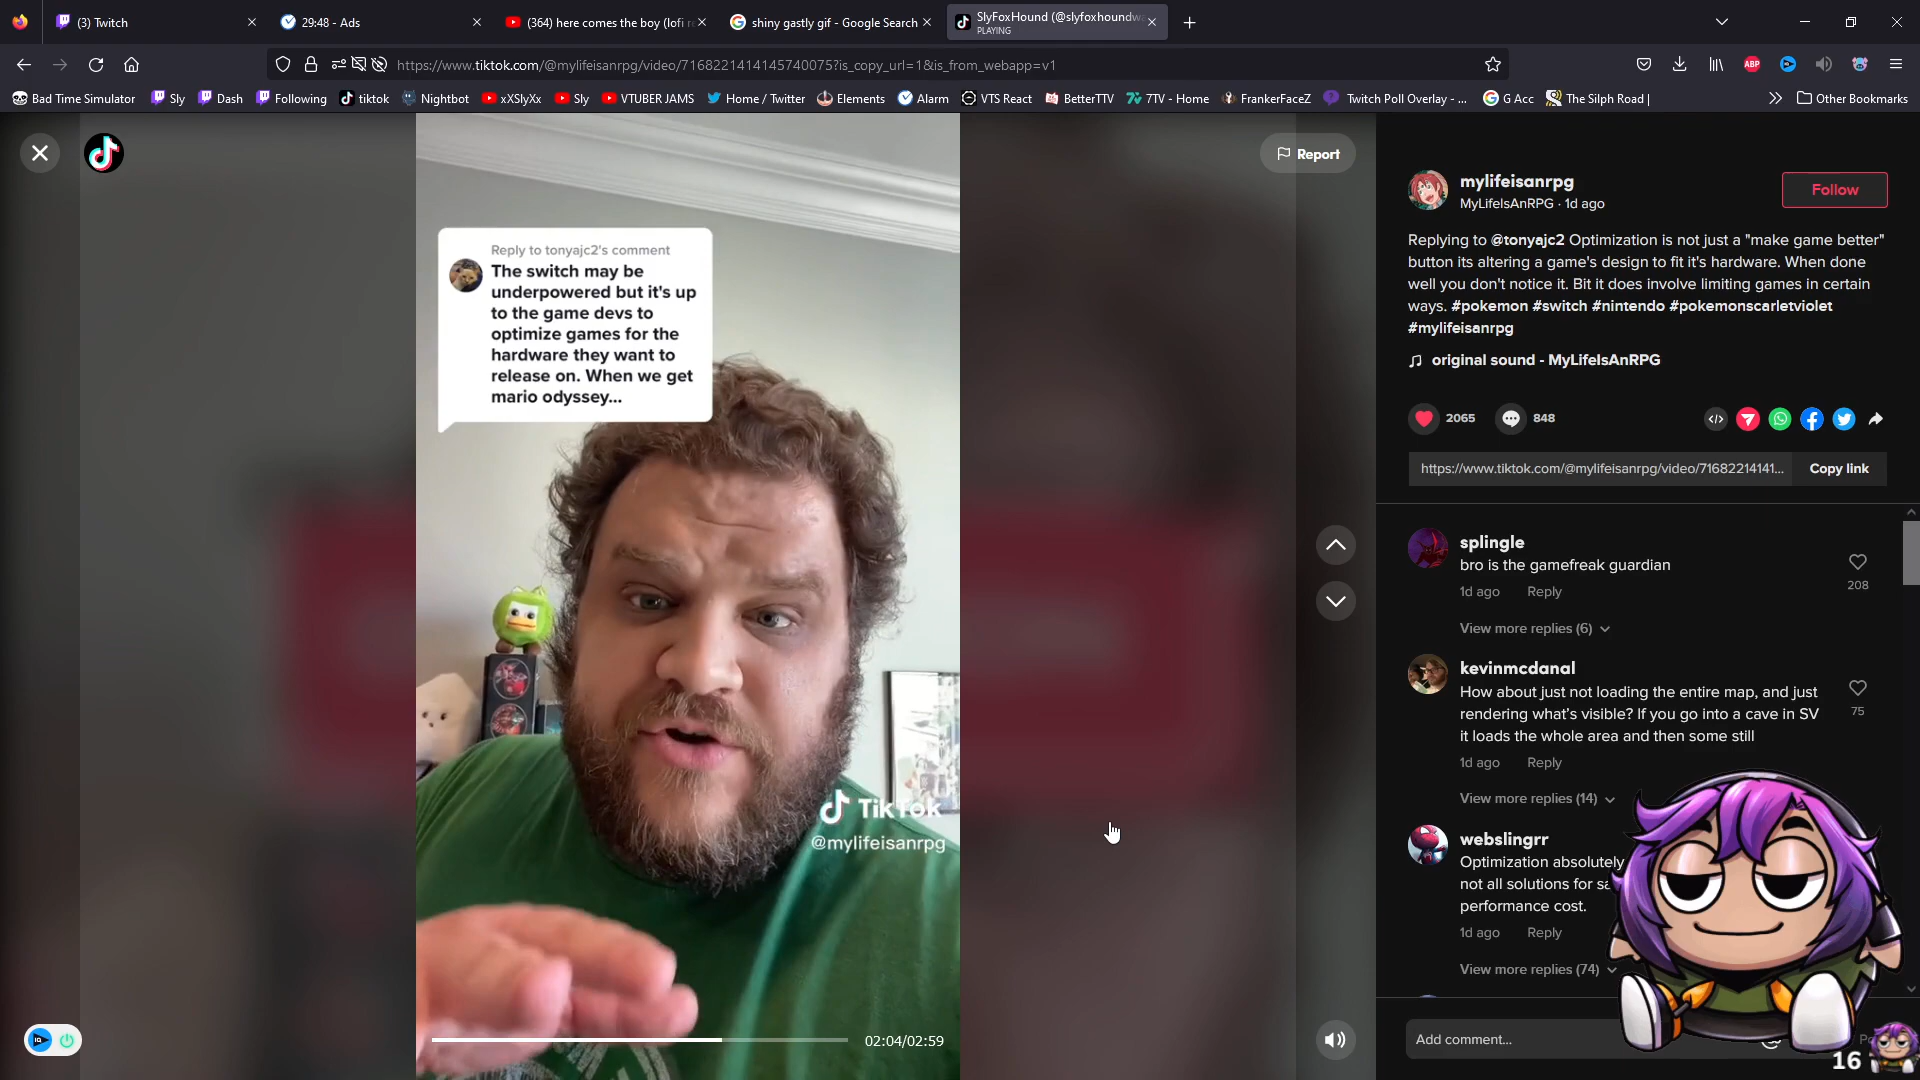 (3) Twitch
29:48 - Ads
(364) here comes the boy (lofi re
shiny gastly gif - Google Search
SlyFoxHound (@slyfoxhoundwa
PLAYING
https://www.tiktok.com/@mylifeisanrpg/video/7168221414145740075?is_copy_url=1&is_from_webapp=v1
ABP
Bad Time Simulator
Sly
Dash
Following
tiktok
Nightbot
xXSlyXx
Sly
VTUBER JAMS
Home / Twitter
Elements
Alarm
VTS React
BetterTTV
7TV - Home
FrankerFaceZ
Twitch Poll Overlay - ...
G Acc
The Silph Road |
Other Bookmarks
Report
Reply to tonyajc2's comment
The switch may be
underpowered but it's up
to the game devs to
optimize games for the
hardware they want to
release on. When we get
mario odyssey...
TikTok
@mylifeisanrpg
02:04/02:59
mylifeisanrpg
MyLifeIsAnRPG · 1d ago
Follow
Replying to @tonyajc2 Optimization is not just a "make game better"
button its altering a game's design to fit it's hardware. When done
well you don't notice it. Bit it does involve limiting games in certain
ways. #pokemon #switch #nintendo #pokemonscarletviolet
#mylifeisanrpg
original sound - MyLifeIsAnRPG
2065
848
https://www.tiktok.com/@mylifeisanrpg/video/71682214141...
Copy link
splingle
bro is the gamefreak guardian
208
1d ago Reply
View more replies (6)
kevinmcdanal
How about just not loading the entire map, and just
rendering what's visible? If you go into a cave in SV
it loads the whole area and then some still
75
1d ago Reply
View more replies (14)
webslingrr
Optimization absolutely
not all solutions for sa
performance cost.
1d ago Reply
View more replies (74)
Add comment...
16